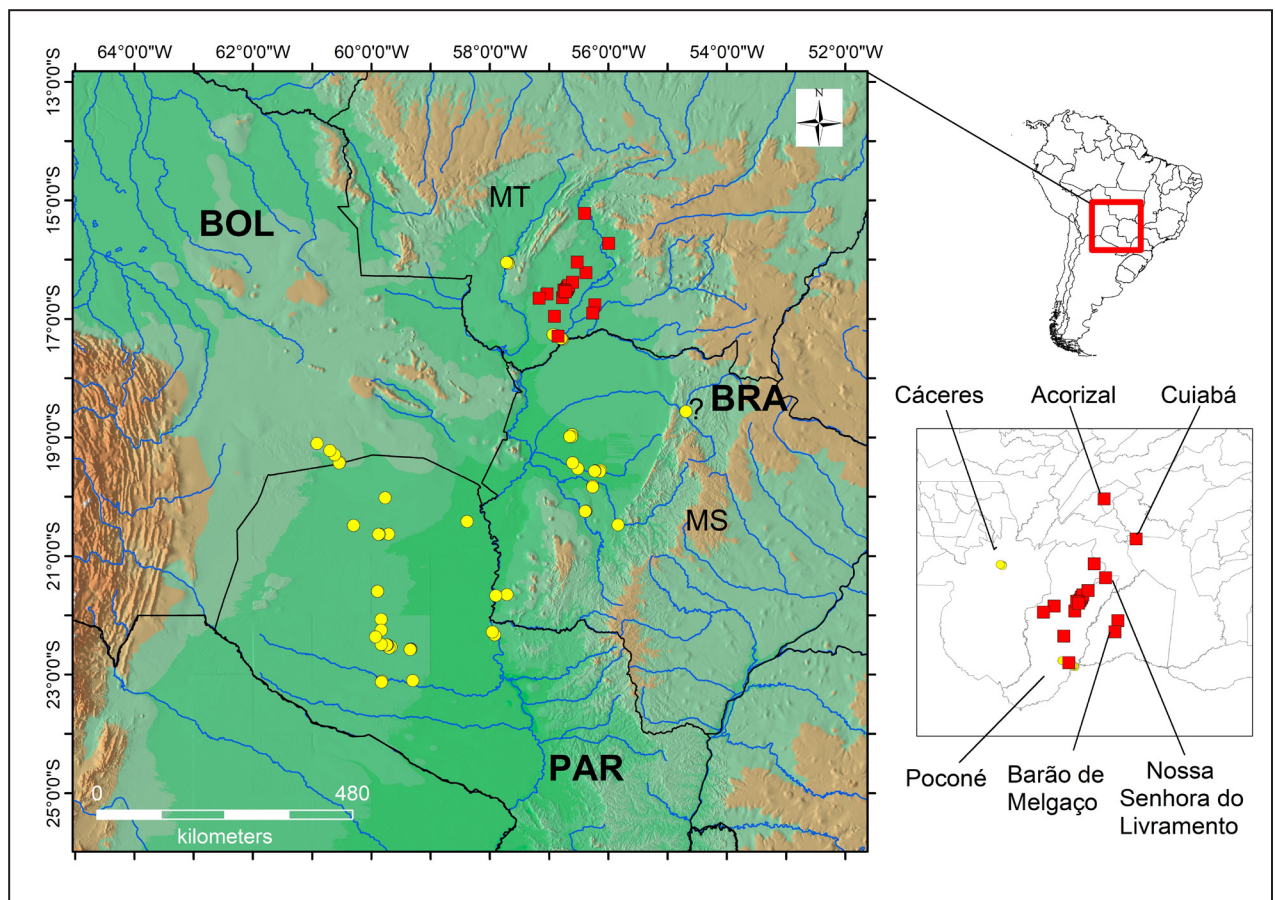 64°0'0"W 62°0'0"W 60°0'0"W 58°0'0"W 56°0'0"W 54°0'0"W 52°0'0"W
13°0'0"S
15°0'0"S
17°0'0"S
19°0'0"S
21°0'0"S
23°0'0"S
25°0'0"S
N
MT
BOL
BRA
?
MS
PAR
0 480
kilometers
Cáceres Acorizal Cuiabá
Poconé
Barão de
Melgaço
Nossa
Senhora do
Livramento